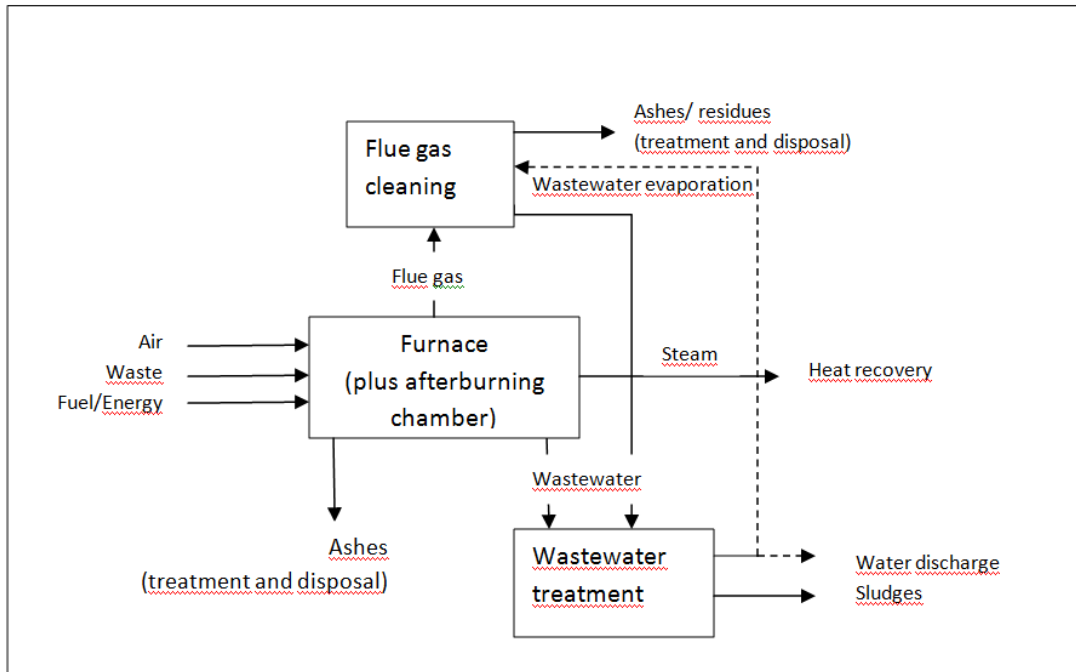 Ashes/ residues
(treatment and disposal)
Flue gas
cleaning
Wastewater evaporation
Flue gas
Air
Waste
Fuel/Energy
Furnace
(plus afterburning
chamber)
Steam
Heat recovery
Wastewater
Ashes
(treatment and disposal)
Wastewater
treatment
Water discharge
Sludges